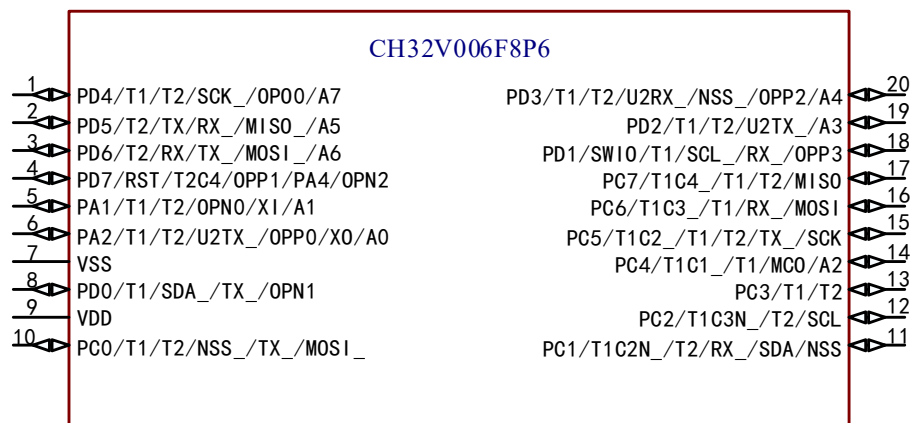 CH32V006F8P6
1 PD4/T1/T2/SCK_/OPO0/A7
2 PD5/T2/TX/RX_/MISO_/A5
3 PD6/T2/RX/TX_/MOSI_/A6
4 PD7/RST/T2C4/OPP1/PA4/OPN2
5 PA1/T1/T2/OPN0/XI/A1
6 PA2/T1/T2/U2TX_/OPP0/XO/A0
7 VSS
8 PD0/T1/SDA_/TX_/OPN1
9 VDD
10 PC0/T1/T2/NSS_/TX_/MOSI_
PD3/T1/T2/U2RX_/NSS_/OPP2/A4 20
PD2/T1/T2/U2TX_/A3 19
PD1/SWIO/T1/SCL_/RX_/OPP3 18
PC7/T1C4_/T1/T2/MISO 17
PC6/T1C3_/T1/RX_/MOSI 16
PC5/T1C2_/T1/T2/TX_/SCK 15
PC4/T1C1_/T1/MCO/A2 14
PC3/T1/T2 13
PC2/T1C3N_/T2/SCL 12
PC1/T1C2N_/T2/RX_/SDA/NSS 11